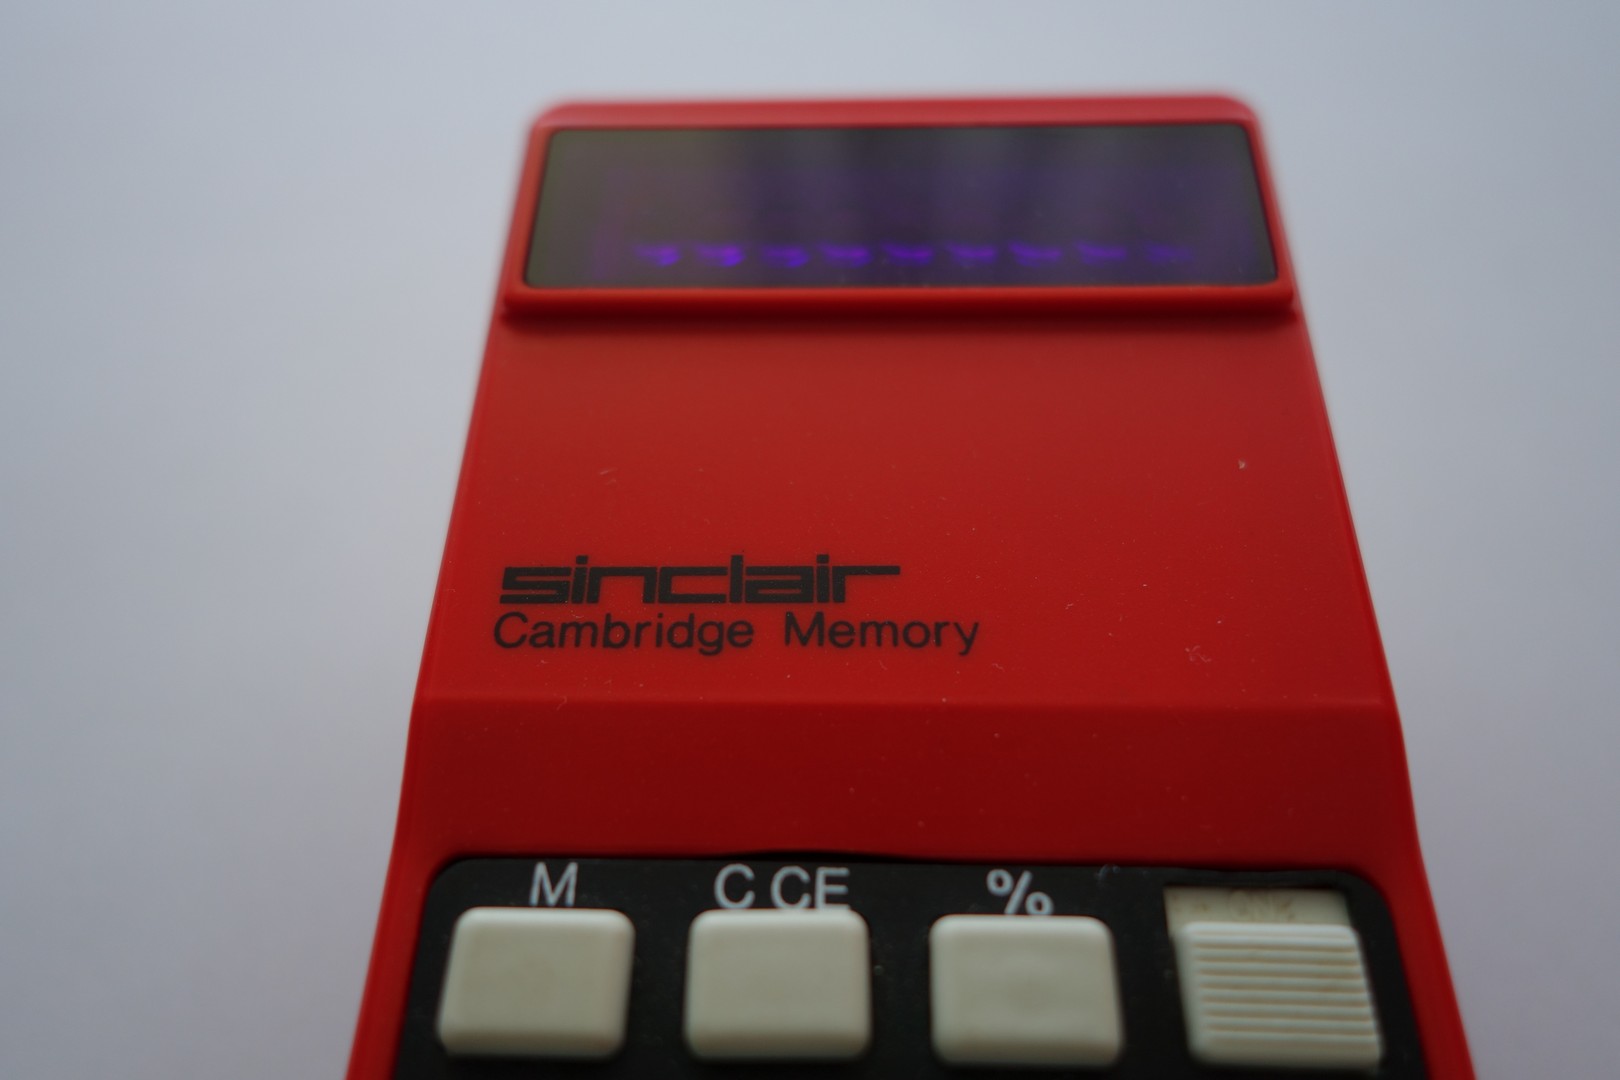 sinclair
Cambridge Memory
M C CE %